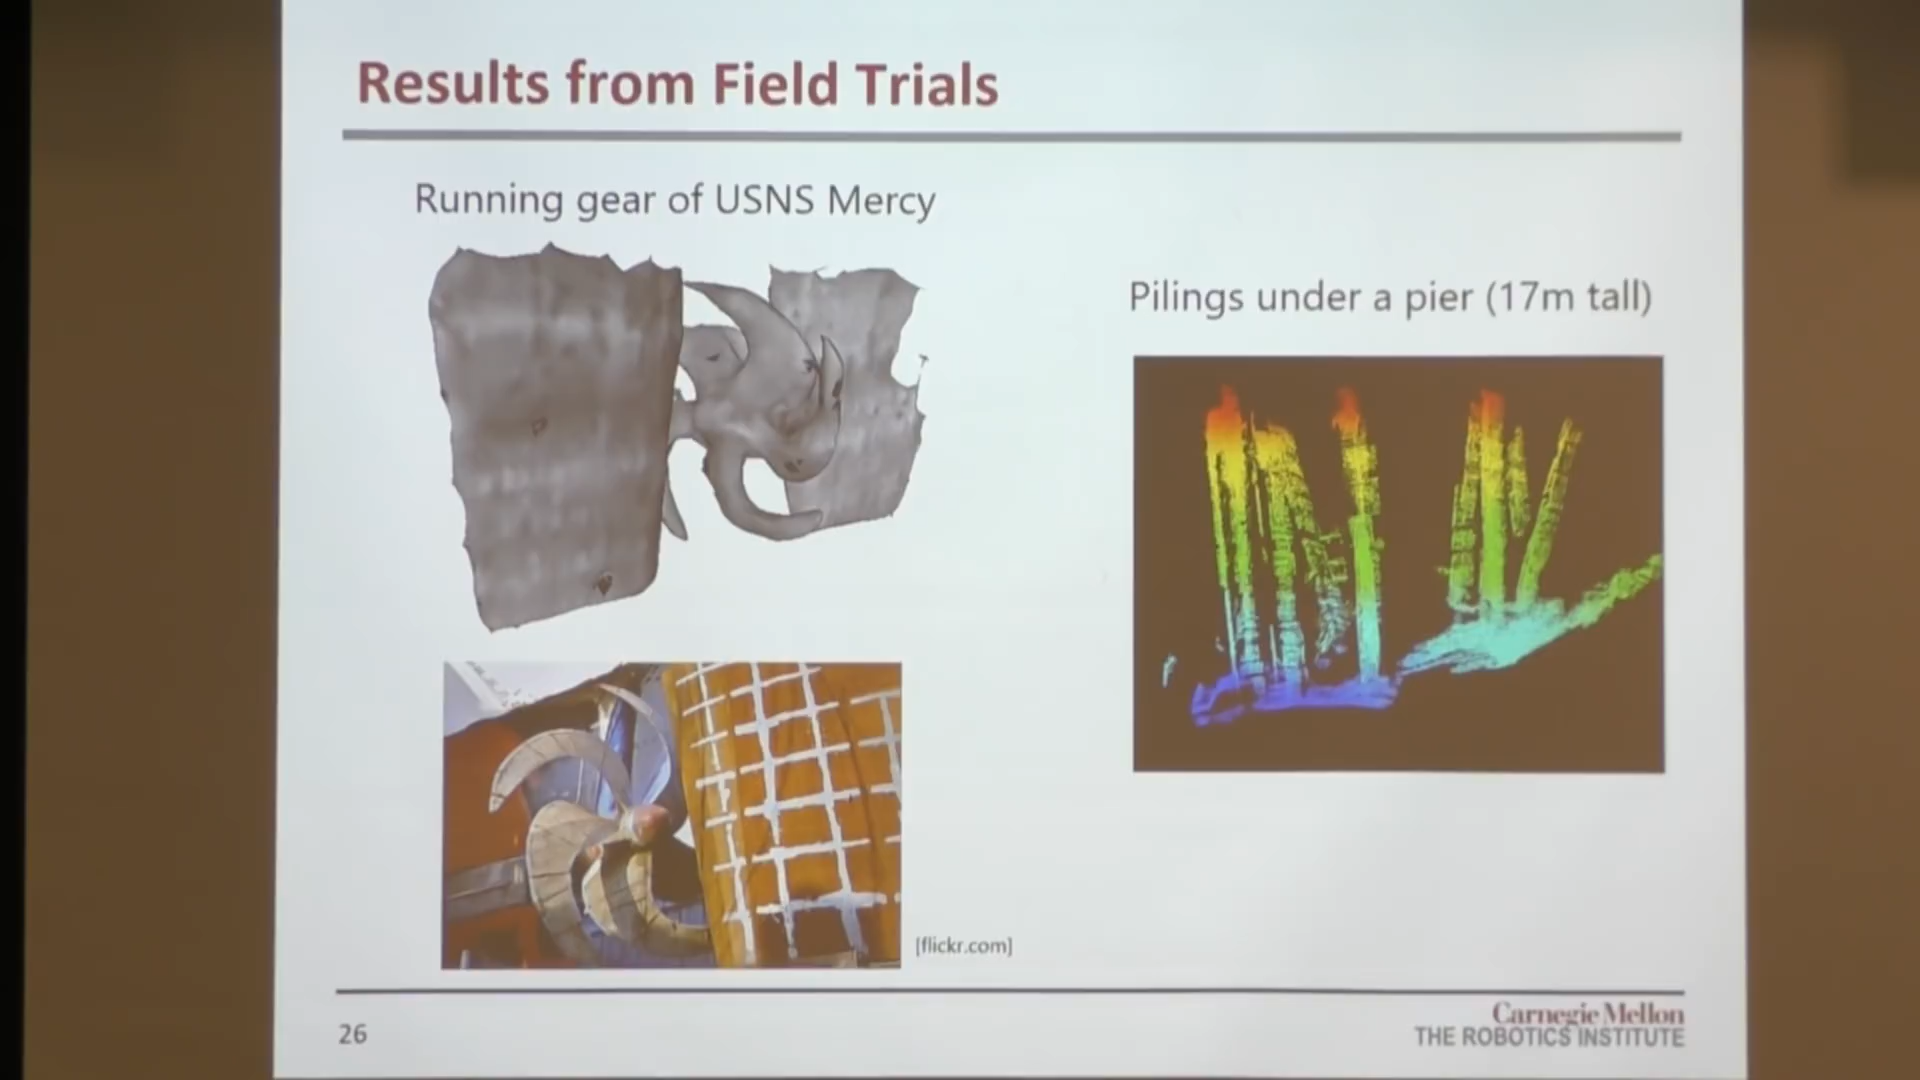 Results from Field Trials
Running gear of USNS Mercy
Pilings under a pier (17m tall)
[flickr.com]
26
Carnegie Mellon
THE ROBOTICS INSTITUTE